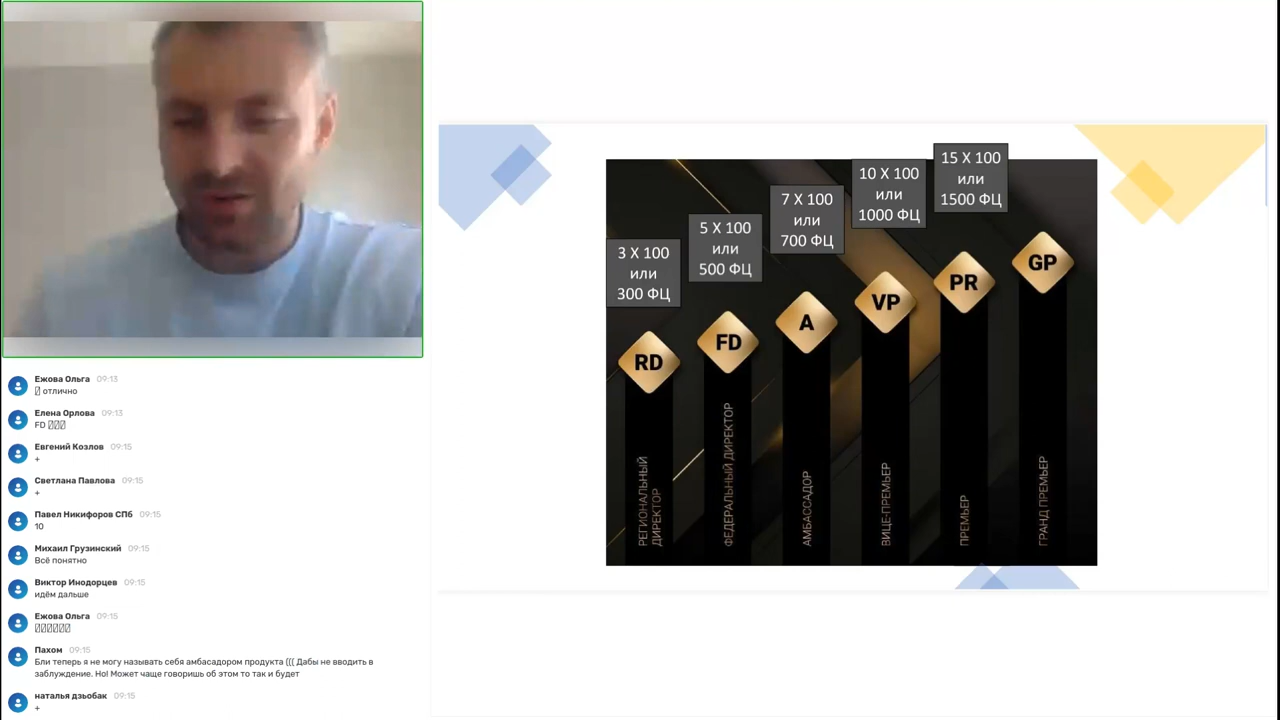 Ежова Ольга 09:13
отлично
Елена Орлова 09:13
FD
Евгений Козлов 09:15
+
Светлана Павлова 09:15
+
Павел Никифоров СПб 09:15
10
Михаил Грузинский 09:15
Всё понятно
Виктор Инодорцев 09:15
идём дальше
Ежова Ольга 09:15
Пахом 09:15
Бли теперь я не могу называть себя амбасадором продукта ((( Дабы не вводить в
заблуждение. Но! Может чаще говоришь об этом то так и будет
наталья дзьобак 09:15
+
3 X 100
или
300 ФЦ
5 X 100
или
500 ФЦ
7 X 100
или
700 ФЦ
10 X 100
или
1000 ФЦ
15 X 100
или
1500 ФЦ
RD
FD
A
VP
PR
GP
РЕГИОНАЛЬНЫЙ
ДИРЕКТОР
ФЕДЕРАЛЬНЫЙ ДИРЕКТОР
АМБАССАДОР
ВИЦЕ-ПРЕМЬЕР
ПРЕМЬЕР
ГРАНД ПРЕМЬЕР